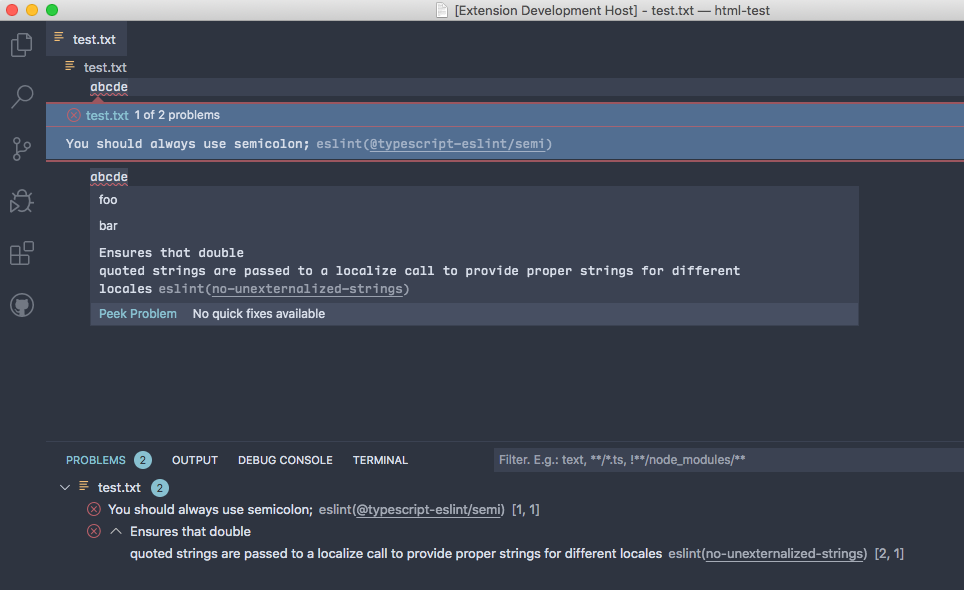 [Extension Development Host] - test.txt — html-test
test.txt
test.txt
abcde
test.txt 1 of 2 problems
You should always use semicolon; eslint(@typescript-eslint/semi)
abcde
foo
bar
Ensures that double
quoted strings are passed to a localize call to provide proper strings for different
locales eslint(no-unexternalized-strings)
Peek Problem No quick fixes available
PROBLEMS 2 OUTPUT DEBUG CONSOLE TERMINAL Filter. E.g.: text, **/*.ts, !**/node_modules/**
test.txt 2
You should always use semicolon; eslint(@typescript-eslint/semi) [1, 1]
Ensures that double
quoted strings are passed to a localize call to provide proper strings for different locales eslint(no-unexternalized-strings) [2, 1]